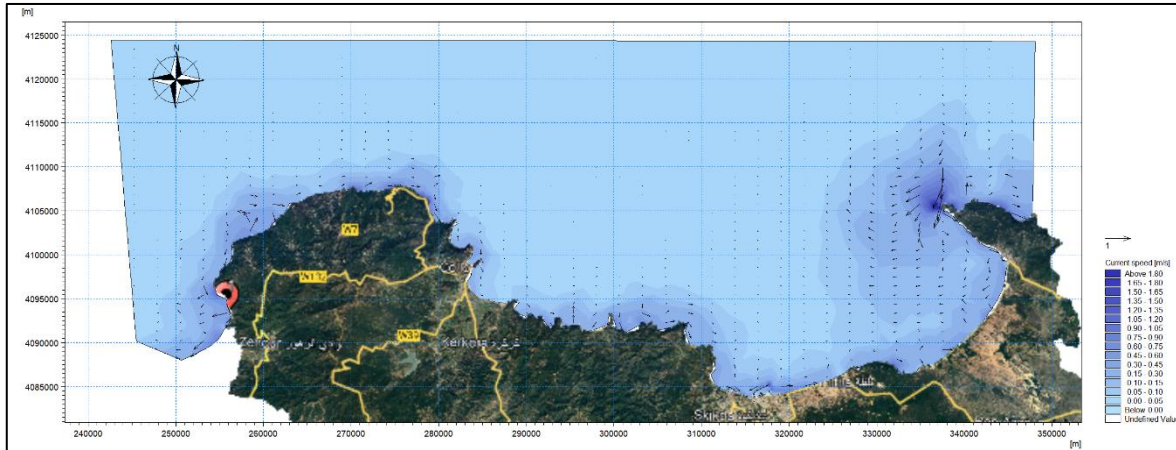 [m]
4125000
N
4120000
4115000
4110000
4105000
W7
4100000
W132
4095000
4090000
W39
Kerkera
4085000
240000 250000 260000 270000 280000 290000 300000 310000 320000 330000 340000 350000
[m]
1
Current speed [m/s]
Above 1.80
1.65 - 1.80
1.50 - 1.65
1.35 - 1.50
1.20 - 1.35
1.05 - 1.20
0.90 - 1.05
0.75 - 0.90
0.60 - 0.75
0.45 - 0.60
0.30 - 0.45
0.15 - 0.30
0.10 - 0.15
0.05 - 0.10
0.00 - 0.05
Below 0.00
Undefined Value